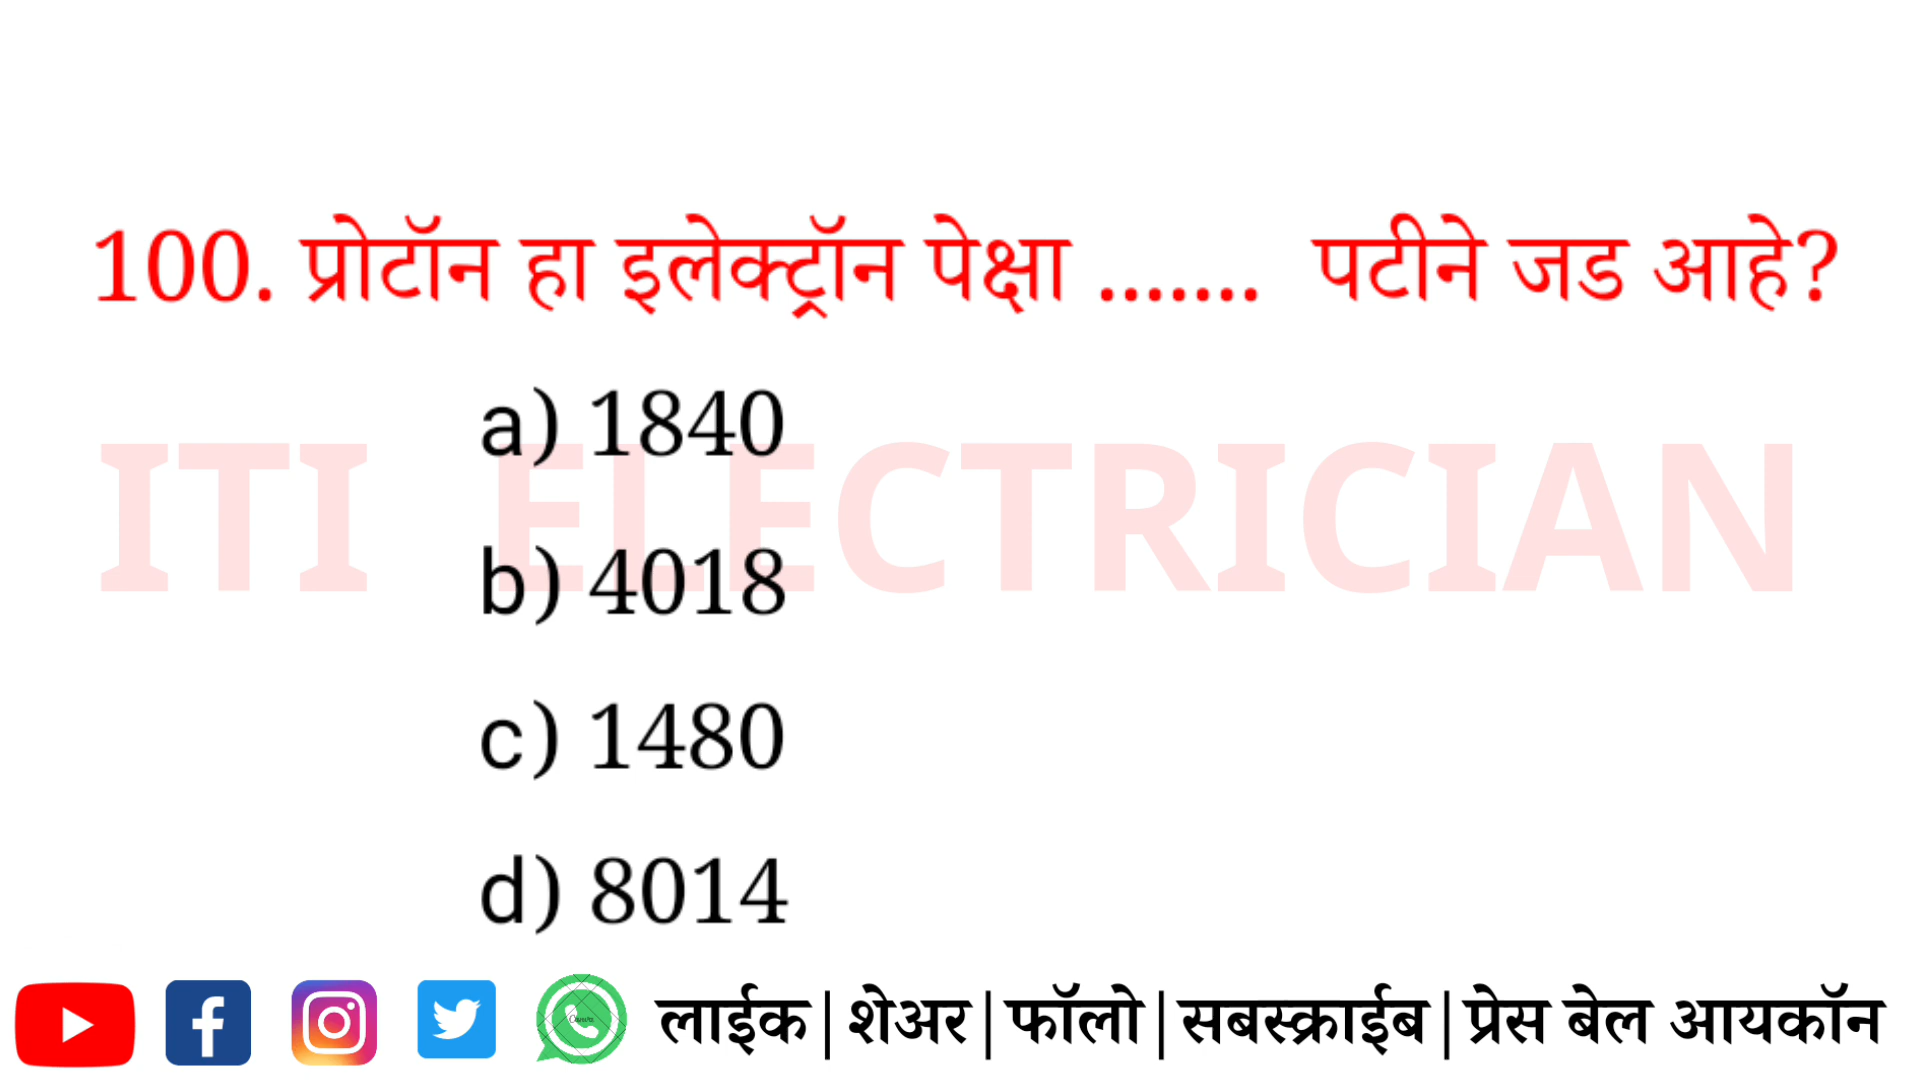 100. प्रोटॉन हा इलेक्ट्रॉन पेक्षा ....... पटीने जड आहे?
a) 1840
ITI ELECTRICIAN
b) 4018
c) 1480
d) 8014
लाईक|शेअर|फॉलो|सबस्क्राईब|प्रेस बेल आयकॉन